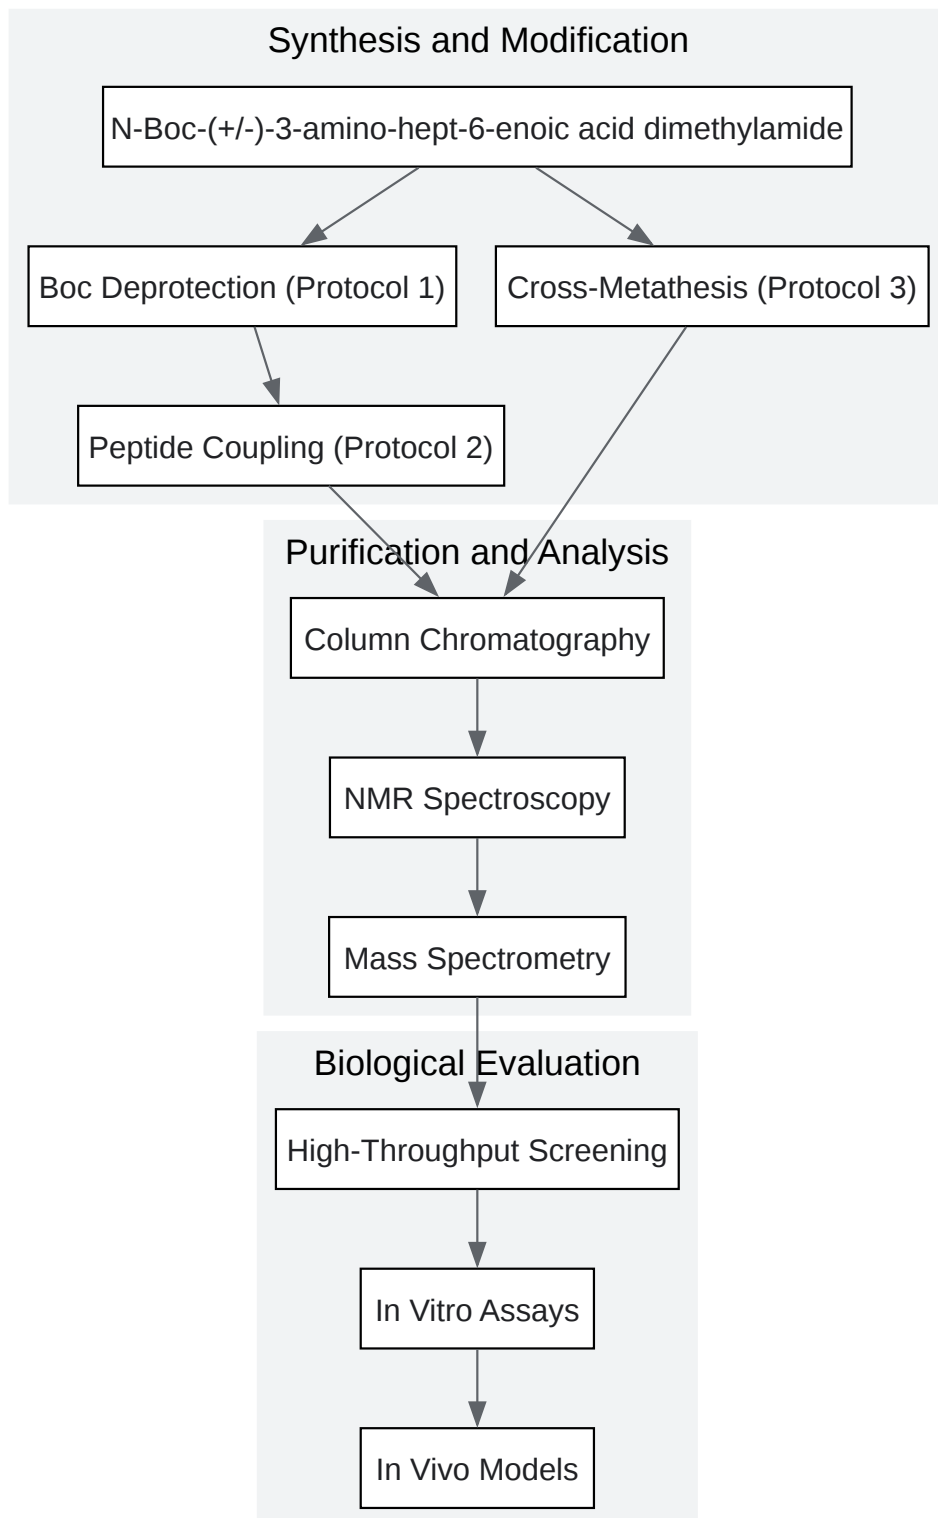 Synthesis and Modification
N-Boc-(+/-)-3-amino-hept-6-enoic acid dimethylamide
Boc Deprotection (Protocol 1)
Cross-Metathesis (Protocol 3)
Peptide Coupling (Protocol 2)
Purification and Analysis
Column Chromatography
NMR Spectroscopy
Mass Spectrometry
Biological Evaluation
High-Throughput Screening
In Vitro Assays
In Vivo Models